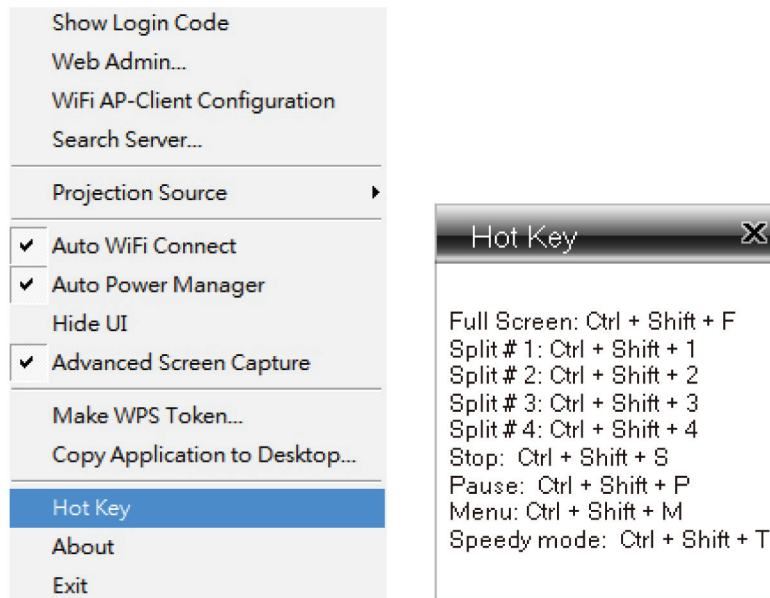 Show Login Code
Web Admin...
WiFi AP-Client Configuration
Search Server...
Projection Source
Auto WiFi Connect
Auto Power Manager
Hide UI
Advanced Screen Capture
Make WPS Token...
Copy Application to Desktop...
Hot Key
About
Exit
Hot Key
Full Screen: Ctrl + Shift + F
Split # 1: Ctrl + Shift + 1
Split # 2: Ctrl + Shift + 2
Split # 3: Ctrl + Shift + 3
Split # 4: Ctrl + Shift + 4
Stop: Ctrl + Shift + S
Pause: Ctrl + Shift + P
Menu: Ctrl + Shift + M
Speedy mode: Ctrl + Shift + T